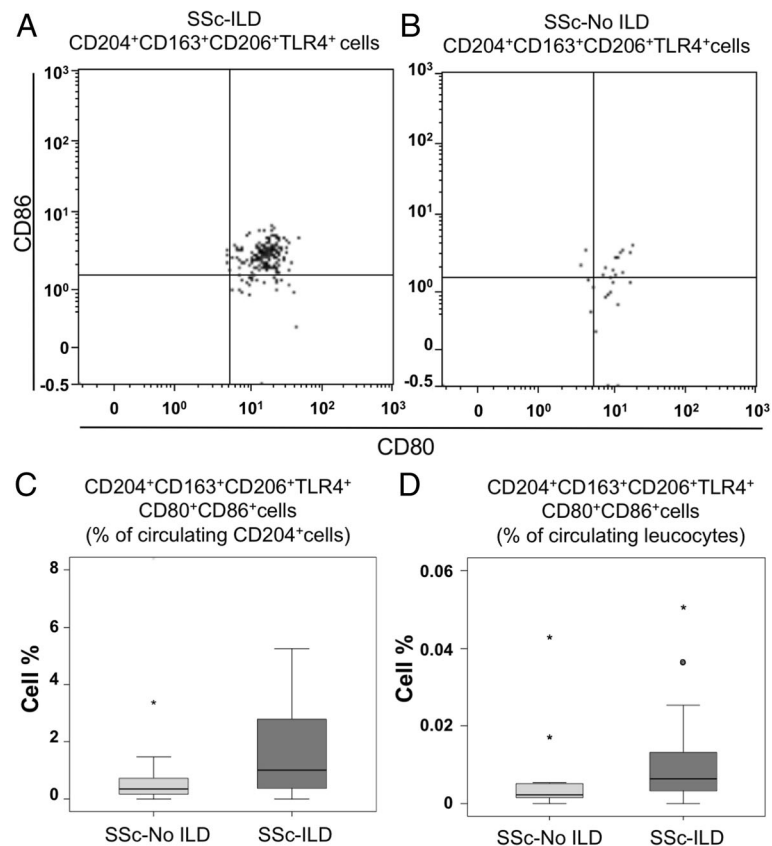 A
SSc-ILD
CD204⁺CD163⁺CD206⁺TLR4⁺ cells
B
SSc-No ILD
CD204⁺CD163⁺CD206⁺TLR4⁺cells
CD86
10³
10²
10¹
10⁰
0
-0.5
0 10⁰ 10¹ 10² 10³
10³
10²
10¹
10⁰
0
-0.5
0 10⁰ 10¹ 10² 10³
CD80
C
CD204⁺CD163⁺CD206⁺TLR4⁺
CD80⁺CD86⁺cells
(% of circulating CD204⁺cells)
Cell %
8
6
4
2
0
SSc-No ILD SSc-ILD
D
CD204⁺CD163⁺CD206⁺TLR4⁺
CD80⁺CD86⁺cells
(% of circulating leucocytes)
Cell %
0.06
0.04
0.02
0
SSc-No ILD SSc-ILD